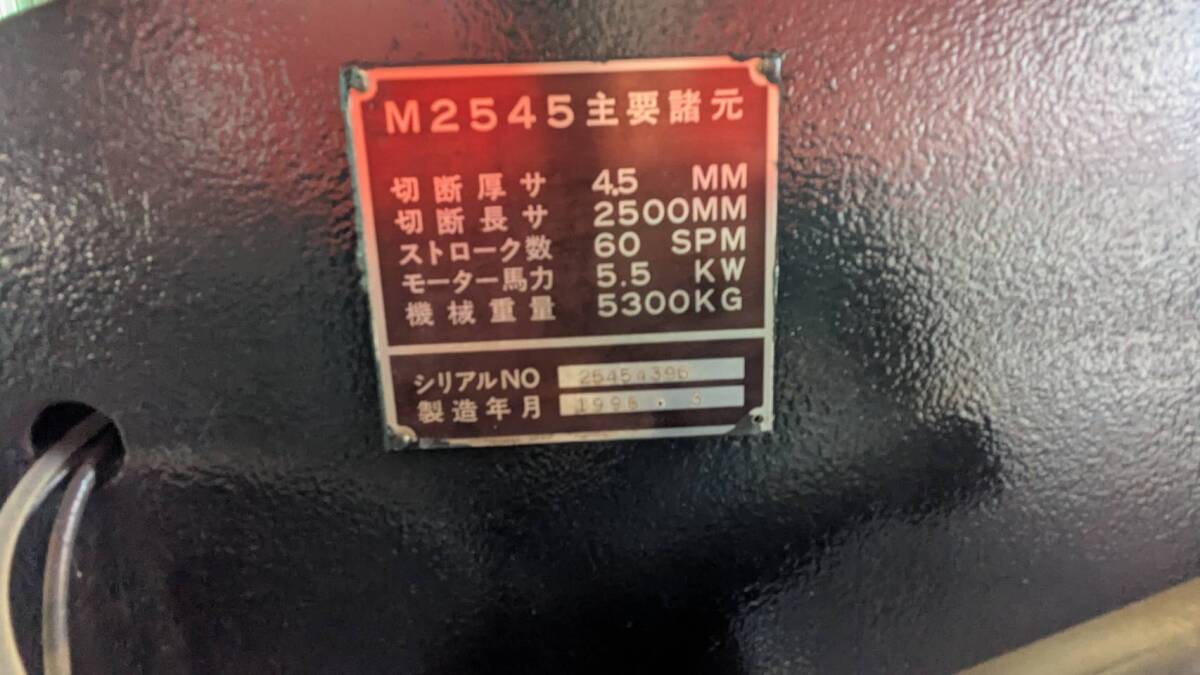 M2545主要諸元
切断厚サ 4.5 MM
切断長サ 2500MM
ストローク数 60 SPM
モーター馬力 5.5 KW
機械重量 5300KG
シリアルNO 25454396
製造年月